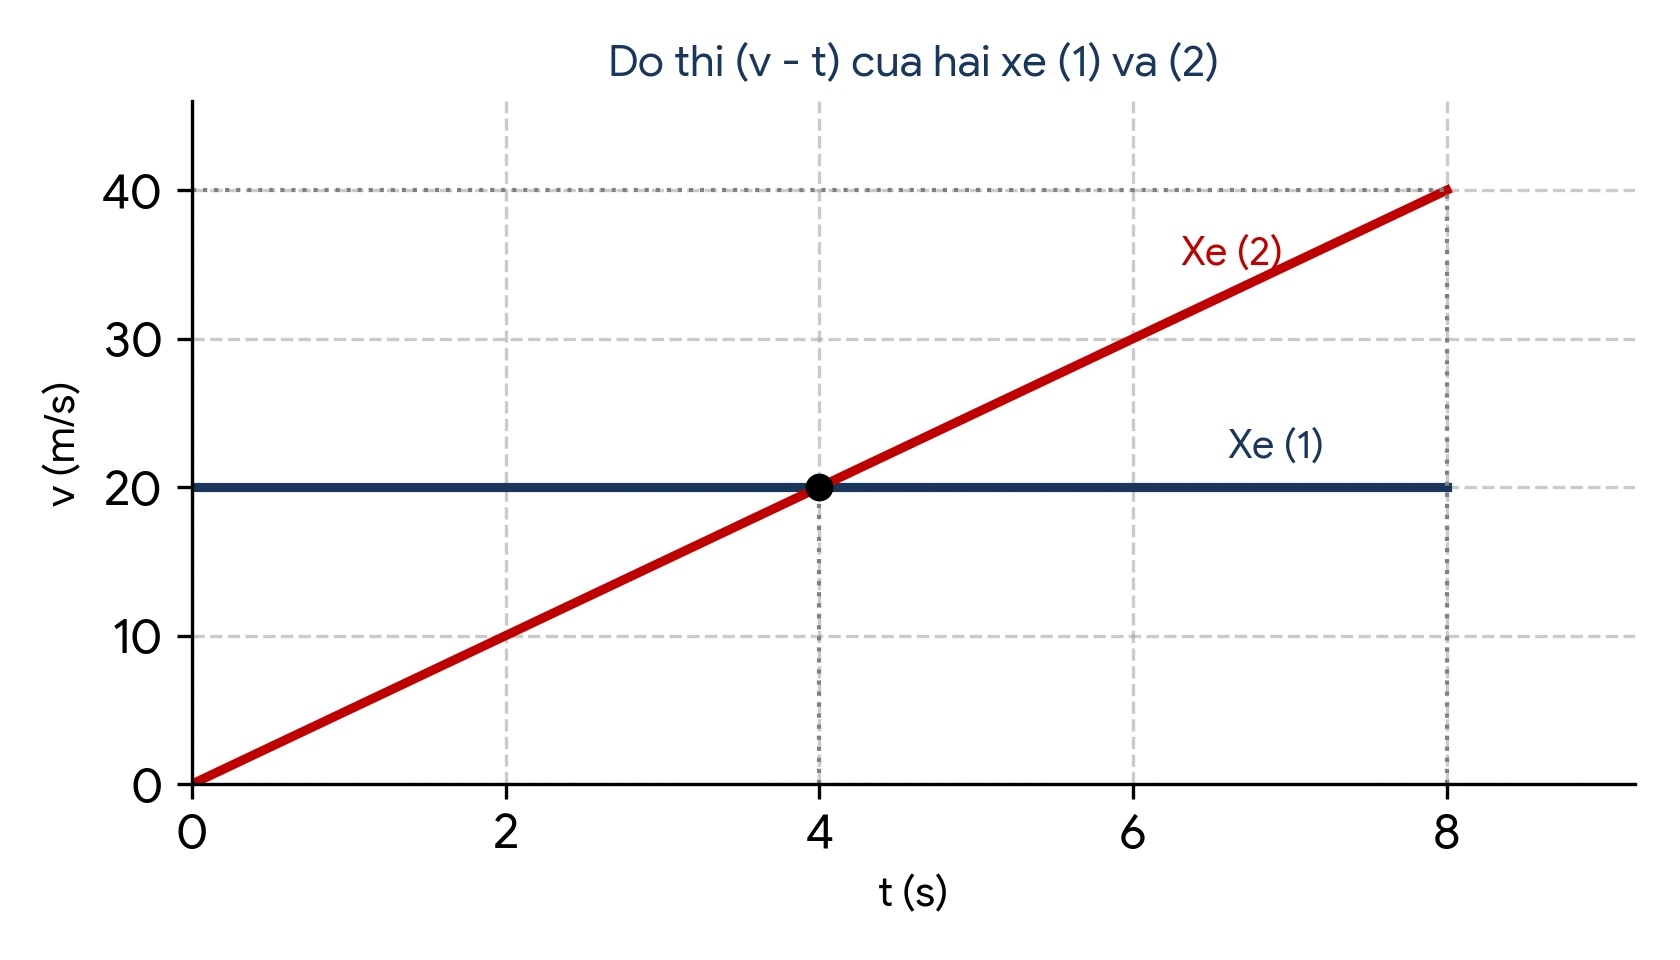 Do thi (v - t) cua hai xe (1) va (2)
v (m/s)
40
30
20
10
0
Xe (2)
Xe (1)
0 2 4 6 8
t (s)